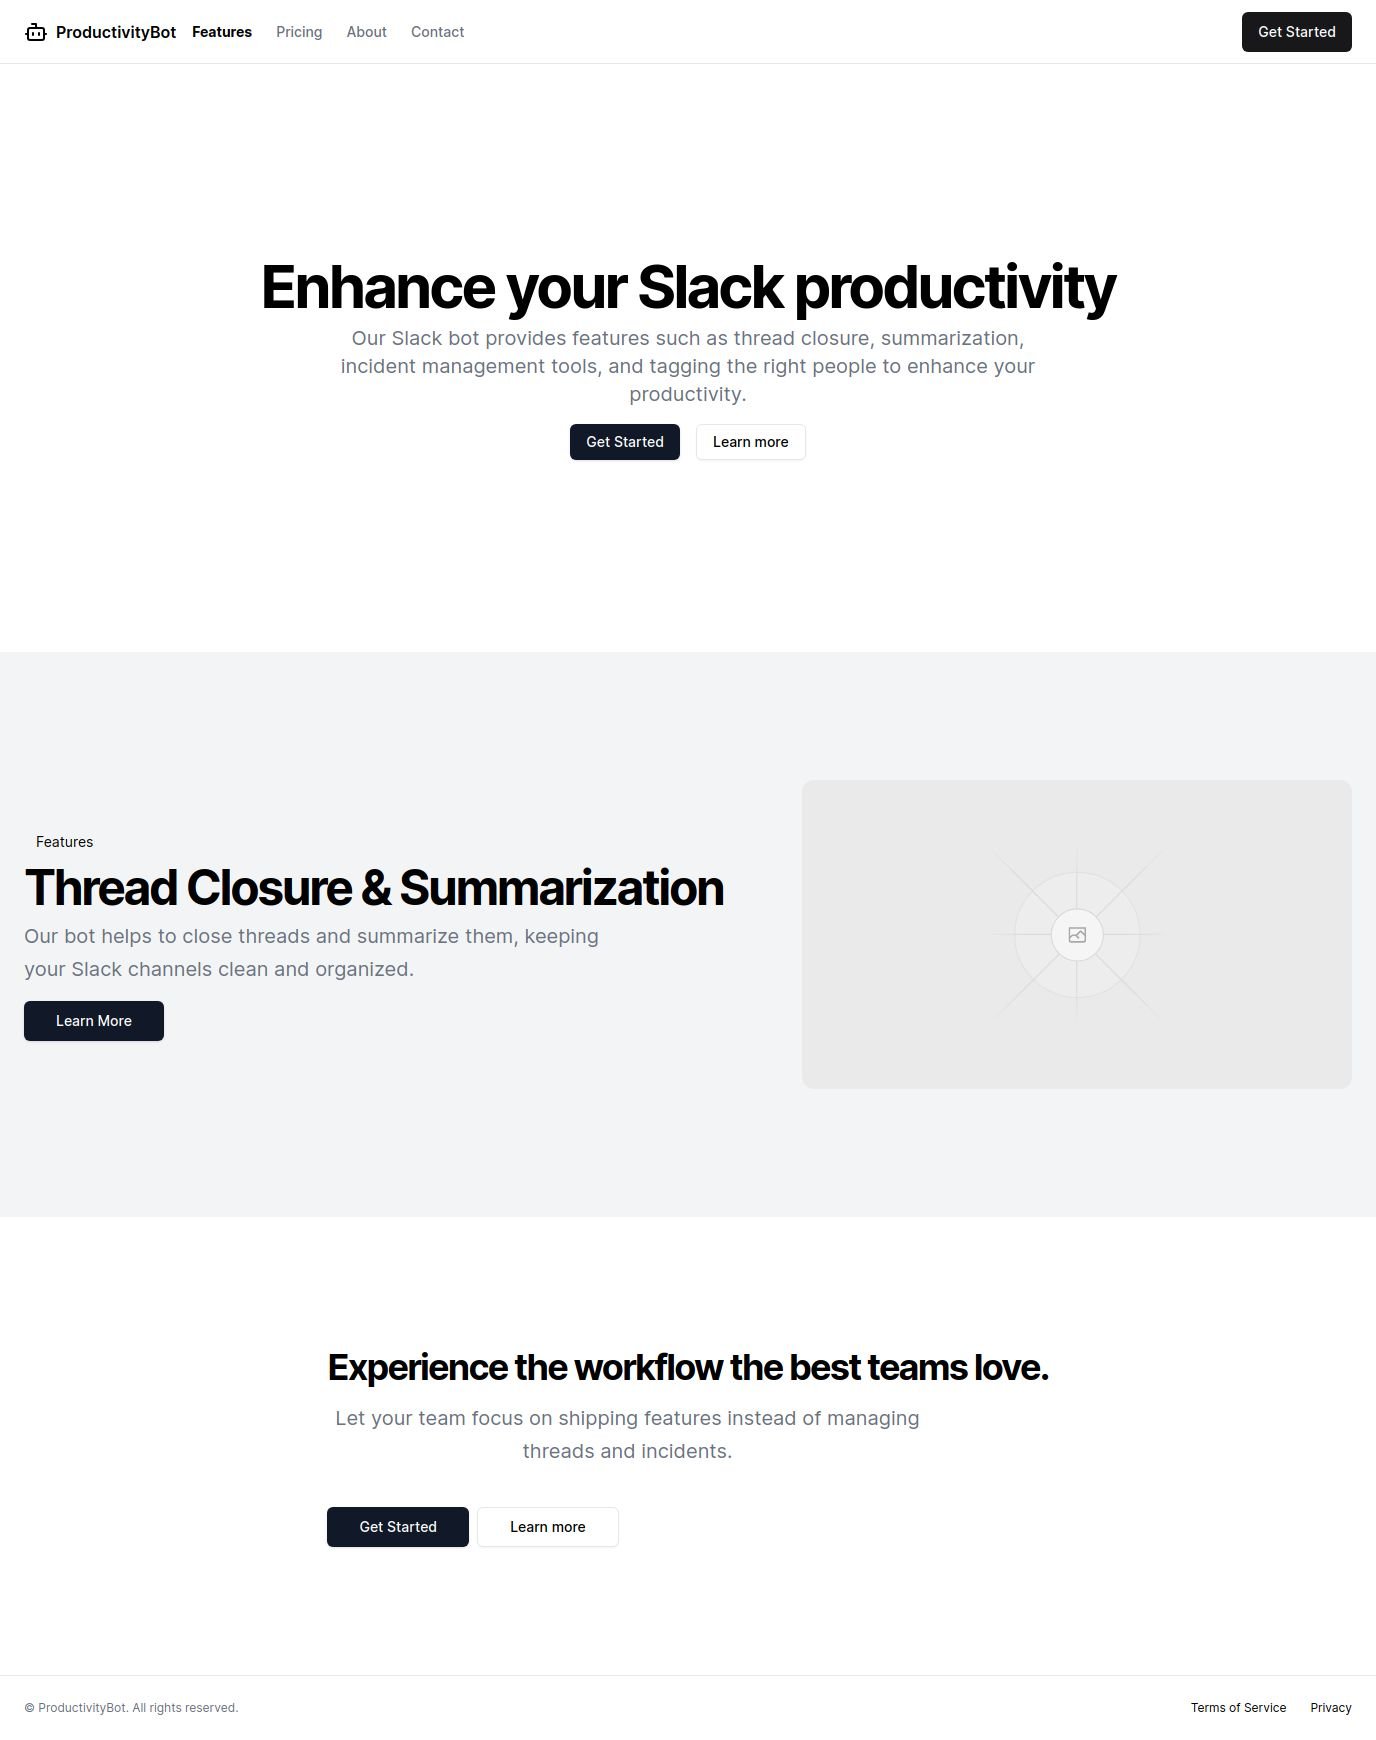 ProductivityBot Features Pricing About Contact Get Started
Enhance your Slack productivity
Our Slack bot provides features such as thread closure, summarization,
incident management tools, and tagging the right people to enhance your
productivity.
Get Started Learn more
Features
Thread Closure & Summarization
Our bot helps to close threads and summarize them, keeping
your Slack channels clean and organized.
Learn More
Experience the workflow the best teams love.
Let your team focus on shipping features instead of managing
threads and incidents.
Get Started Learn more
© ProductivityBot. All rights reserved. Terms of Service Privacy